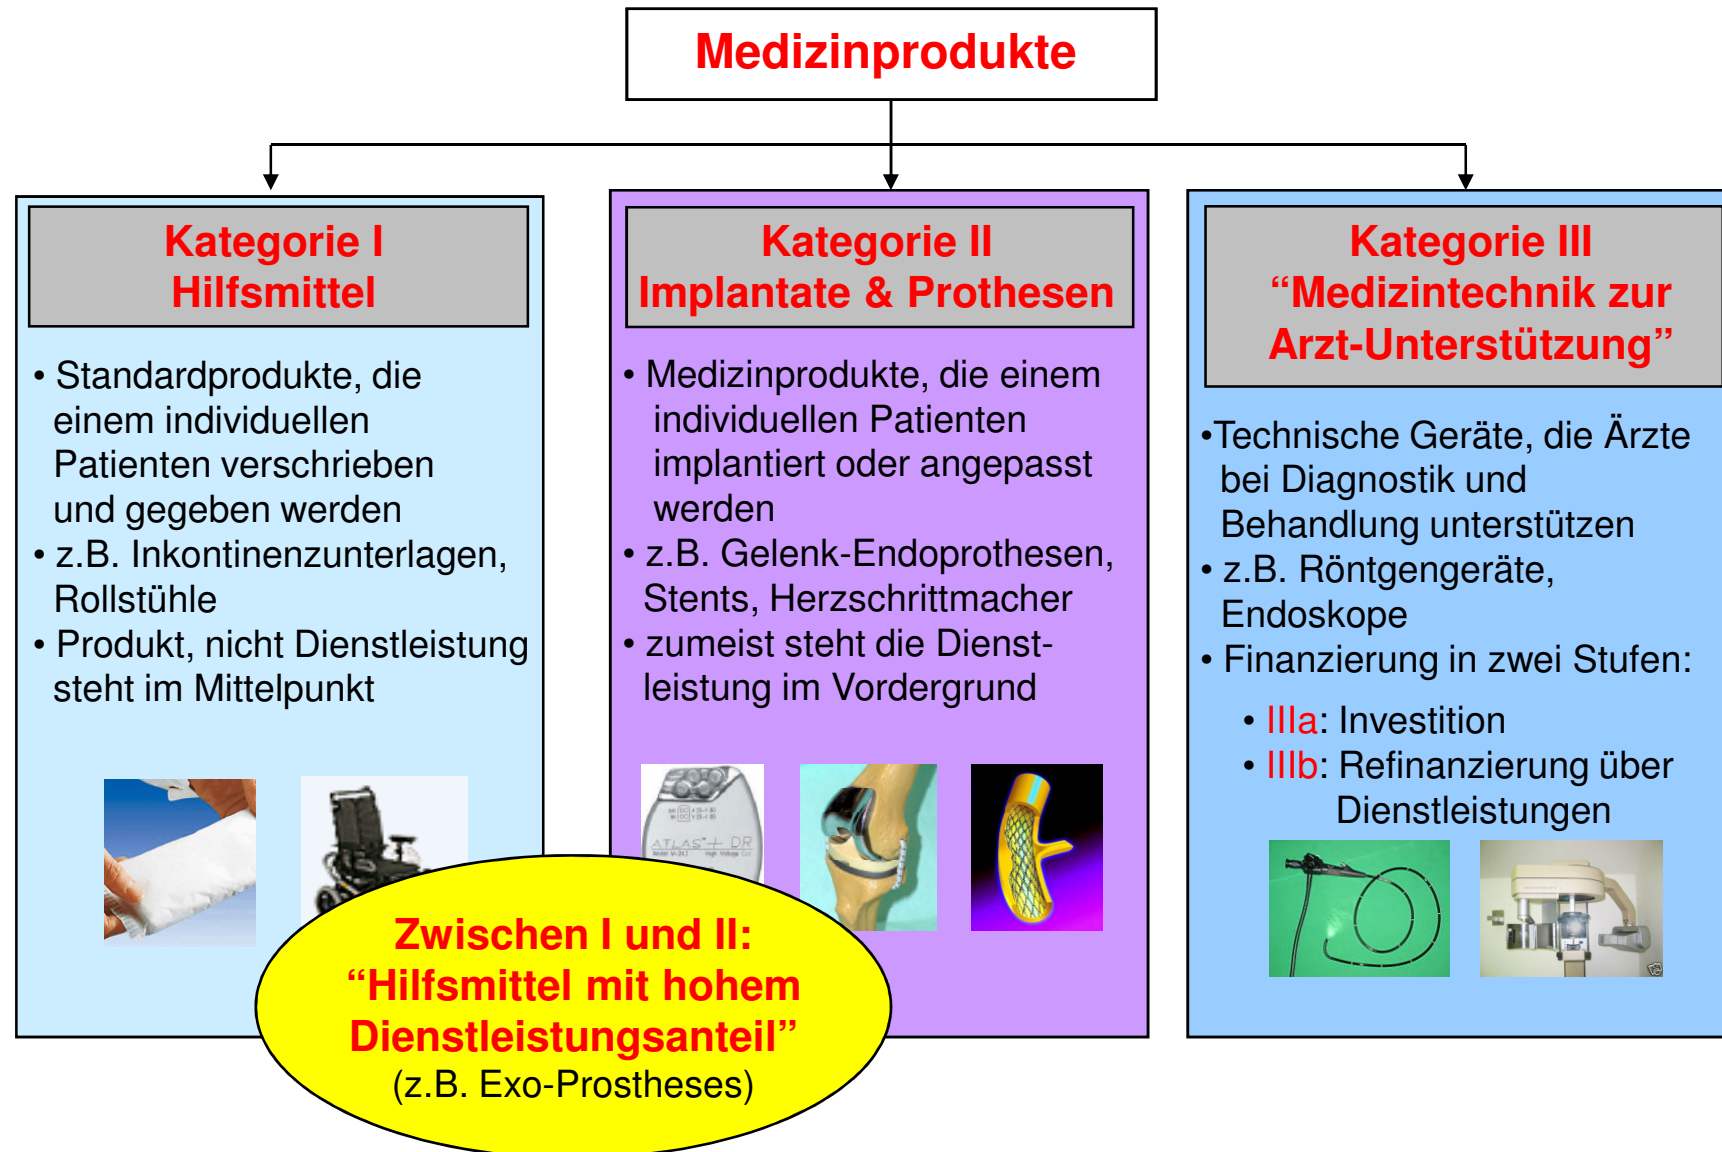 Medizinprodukte
Kategorie I
Hilfsmittel
• Standardprodukte, die
einem individuellen
Patienten verschrieben
und gegeben werden
• z.B. Inkontinenzunterlagen,
Rollstühle
• Produkt, nicht Dienstleistung
steht im Mittelpunkt
Kategorie II
Implantate & Prothesen
• Medizinprodukte, die einem
individuellen Patienten
implantiert oder angepasst
werden
• z.B. Gelenk-Endoprothesen,
Stents, Herzschrittmacher
• zumeist steht die Dienst-
leistung im Vordergrund
ATLAS™+ DR
Kategorie III
“Medizintechnik zur
Arzt-Unterstützung”
•Technische Geräte, die Ärzte
bei Diagnostik und
Behandlung unterstützen
• z.B. Röntgengeräte,
Endoskope
• Finanzierung in zwei Stufen:
• IIIa: Investition
• IIIb: Refinanzierung über
Dienstleistungen
Zwischen I und II:
“Hilfsmittel mit hohem
Dienstleistungsanteil”
(z.B. Exo-Prostheses)